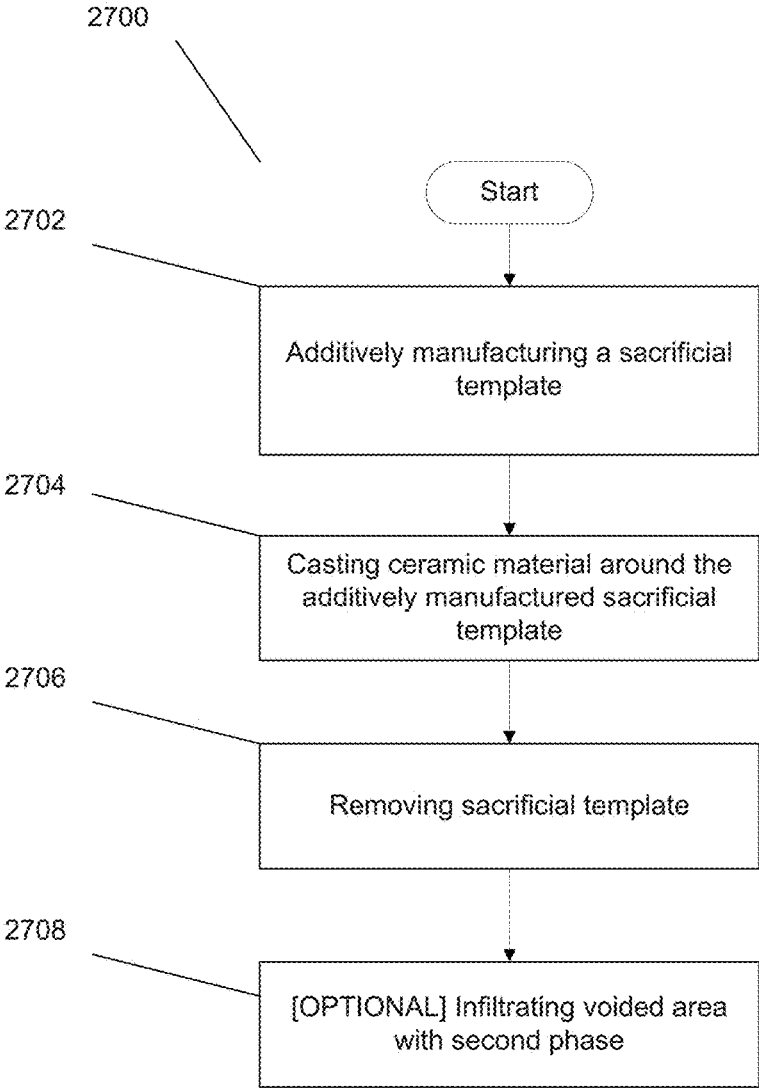 2700
Start
2702
Additively manufacturing a sacrificial
template
2704
Casting ceramic material around the
additively manufactured sacrificial
template
2706
Removing sacrificial template
2708
[OPTIONAL] Infiltrating voided area
with second phase